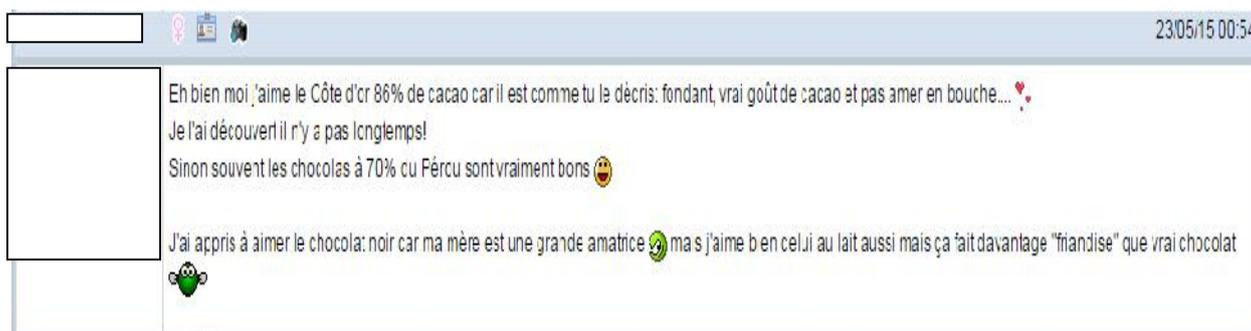 23/05/15 00:54
Eh bien moi j'aime le Côte d'or 86% de cacao car il est comme tu le décris: fondant, vrai goût de cacao et pas amer en bouche....
Je l'ai découvert il n'y a pas longtemps!
Sinon souvent les chocolas à 70% du Pérou sont vraiment bons
J'ai appris à aimer le chocolat noir car ma mère est une grande amatrice mais j'aime bien celui au lait aussi mais ça fait davantage "friandise" que vrai chocolat